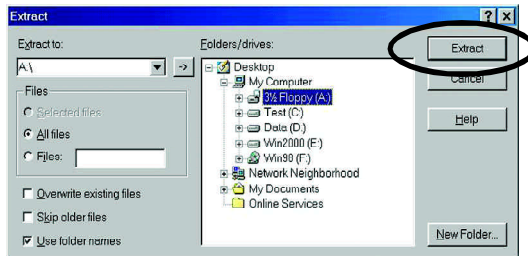 Extract
Extract to:
A:\
->
Files
Selected files
All files
Files:
Overwrite existing files
Skip older files
Use folder names
Folders/drives:
Desktop
My Computer
3½ Floppy (A:)
Test (C:)
Data (D:)
Win2000 (E:)
Win98 (F:)
Network Neighborhood
My Documents
Online Services
Extract
Cancel
Help
New Folder...